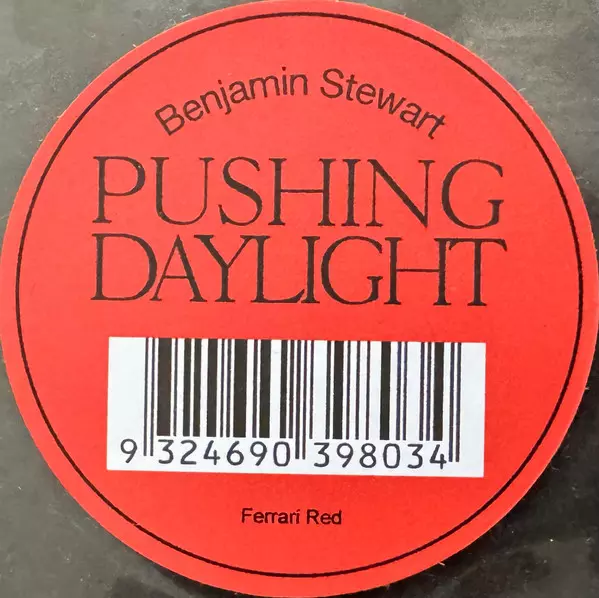 Benjamin Stewart
PUSHING
DAYLIGHT
9 324690 398034
Ferrari Red